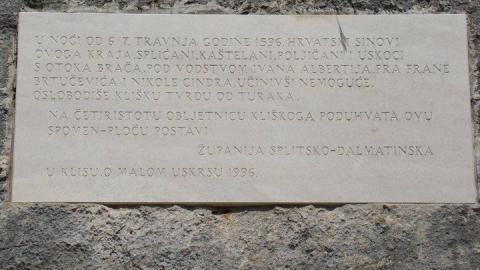 U NOĆI OD 6/7. TRAVNJA GODINE 1596. HRVATSKI SINOVI
OVOGA KRAJA SPLIĆANI, KAŠTELANI, POLJIČANI I USKOCI
S OTOKA BRAČA, POD VODSTVOM IVANA ALBERTIJA, FRA FRANE
BRTUČEVIĆA I NIKOLE CINDRA, UČINIVŠI NEMOGUĆE,
OSLOBODIŠE KLIŠKU TVRĐU OD TURAKA.
NA ČETIRISTOTU OBLJETNICU KLIŠKOGA PODUHVATA OVU
SPOMEN-PLOČU POSTAVI
ŽUPANIJA SPLITSKO-DALMATINSKA
U KLISU, O MALOM USKRSU 1996.